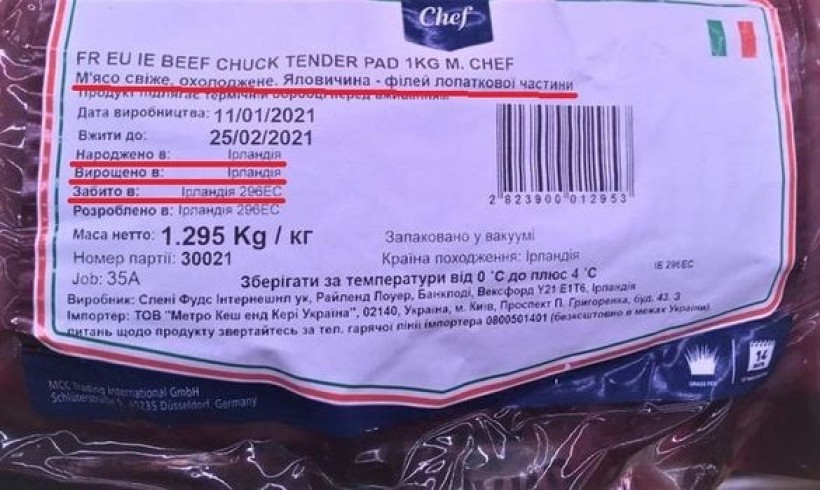 Chef
FR EU IE BEEF CHUCK TENDER PAD 1KG M. CHEF
М'ясо свіже, охолоджене. Яловичина - філей лопаткової частини
Продукт підлягає термічній обробці перед вживанням
Дата виробництва: 11/01/2021
Вжити до: 25/02/2021
Народжено в: Ірландія
Вирощено в: Ірландія
Забито в: Ірландія 296EC
Розроблено в: Ірландія 296EC
2 823900 012953
Маса нетто: 1.295 Kg / кг
Запаковано у вакуумі
Номер партії: 30021
Країна походження: Ірландія
IE 296EC
Job: 35A
Зберігати за температури від 0 °C до плюс 4 °C
Виробник: Слені Фудс Інтернешнл ук, Райленд Лоуер, Банклоді, Вексфорд Y21 E1T6, Ірландія
Імпортер: ТОВ "Метро Кеш енд Кері Україна", 02140, Україна, м. Київ, Проспект П. Григоренка, буд. 43. З
питань щодо продукту звертайтесь за тел. гарячої лінії імпортера 0800501401 (безкоштовно в межах України)
MCC Trading International GmbH
Schlüterstraße 40235 Düsseldorf Germany
GRASS FED
14